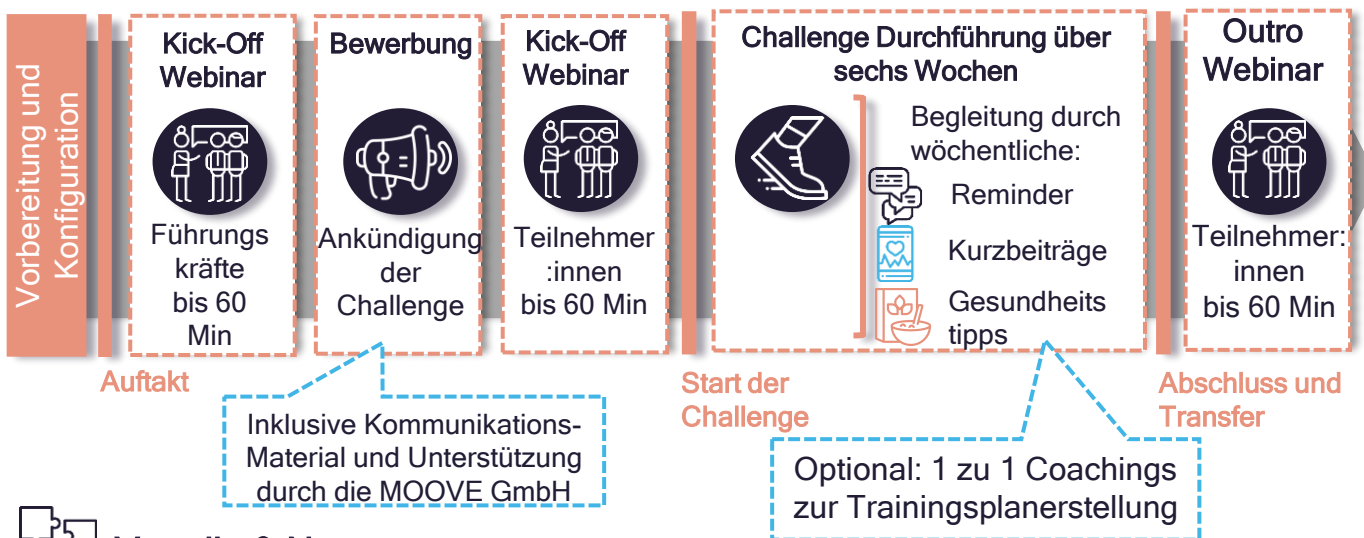 Vorbereitung und
Konfiguration
Kick-Off
Webinar
Führungs
kräfte
bis 60
Min
Bewerbung
Ankündigung
der
Challenge
Kick-Off
Webinar
Teilnehmer
:innen
bis 60 Min
Challenge Durchführung über
sechs Wochen
Begleitung durch
wöchentliche:
Reminder
Kurzbeiträge
Gesundheits
tipps
Outro
Webinar
Teilnehmer:
innen
bis 60 Min
Auftakt
Start der
Challenge
Abschluss und
Transfer
Inklusive Kommunikations-
Material und Unterstützung
durch die MOOVE GmbH
Optional: 1 zu 1 Coachings
zur Trainingsplanerstellung